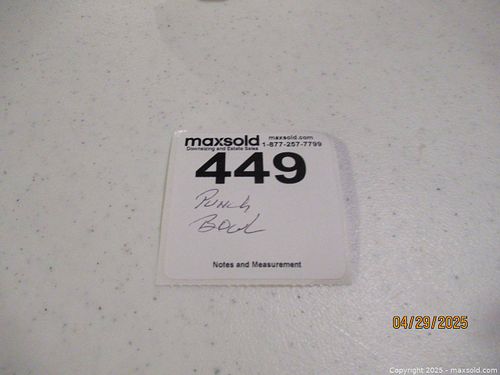 maxsold
maxsold.com
Downsizing and Estate Sales
1-877-257-7799
449
Punch
Bowl
Notes and Measurement
04/29/2025
Copyright 2025 - maxsold.com